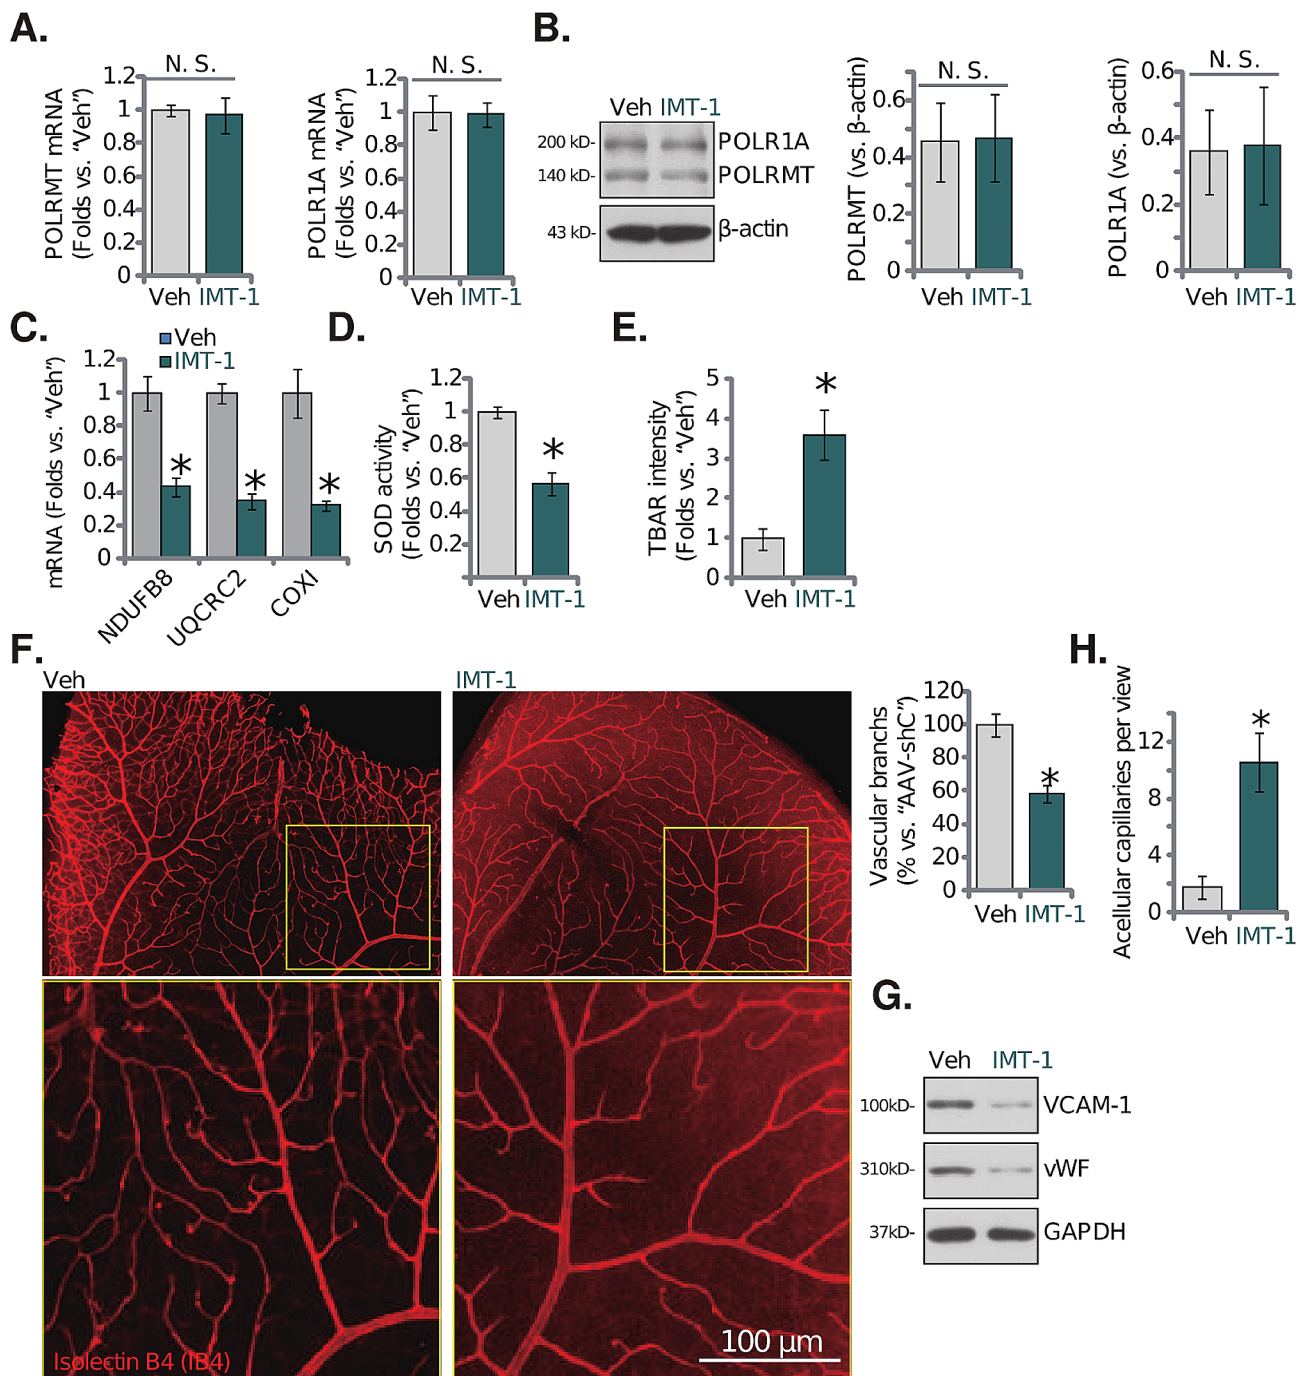 A.
POLRMT mRNA
(Folds vs. “Veh”)
1.2
1
0.8
0.6
0.4
0.2
0
N. S.
Veh IMT-1
POLR1A mRNA
(Folds vs. “Veh”)
1.2
1
0.8
0.6
0.4
0.2
0
N. S.
Veh IMT-1
B.
Veh IMT-1
200 kD- POLR1A
140 kD- POLRMT
43 kD- β-actin
POLRMT (vs. β-actin)
0.6
0.4
0.2
0
N. S.
Veh IMT-1
POLR1A (vs. β-actin)
0.6
0.4
0.2
0
N. S.
Veh IMT-1
C.
Veh
IMT-1
mRNA (Folds vs. “Veh”)
1.2
1
0.8
0.6
0.4
0.2
0
* * *
NDUFB8 UQCRC2 COXI
D.
SOD activity
(Folds vs. “Veh”)
1.2
1
0.8
0.6
0.4
0.2
*
Veh IMT-1
E.
TBAR intensity
(Folds vs. “Veh”)
5
4
3
2
1
0
*
Veh IMT-1
F.
Veh IMT-1
Isolectin B4 (IB4)
100 µm
Vascular branchs
(% vs. “AAV-shC”)
120
100
80
60
40
20
0
*
Veh IMT-1
H.
Acellular capillaries per view
12
8
4
0
*
Veh IMT-1
G.
Veh IMT-1
100kD- VCAM-1
310kD- vWF
37kD- GAPDH